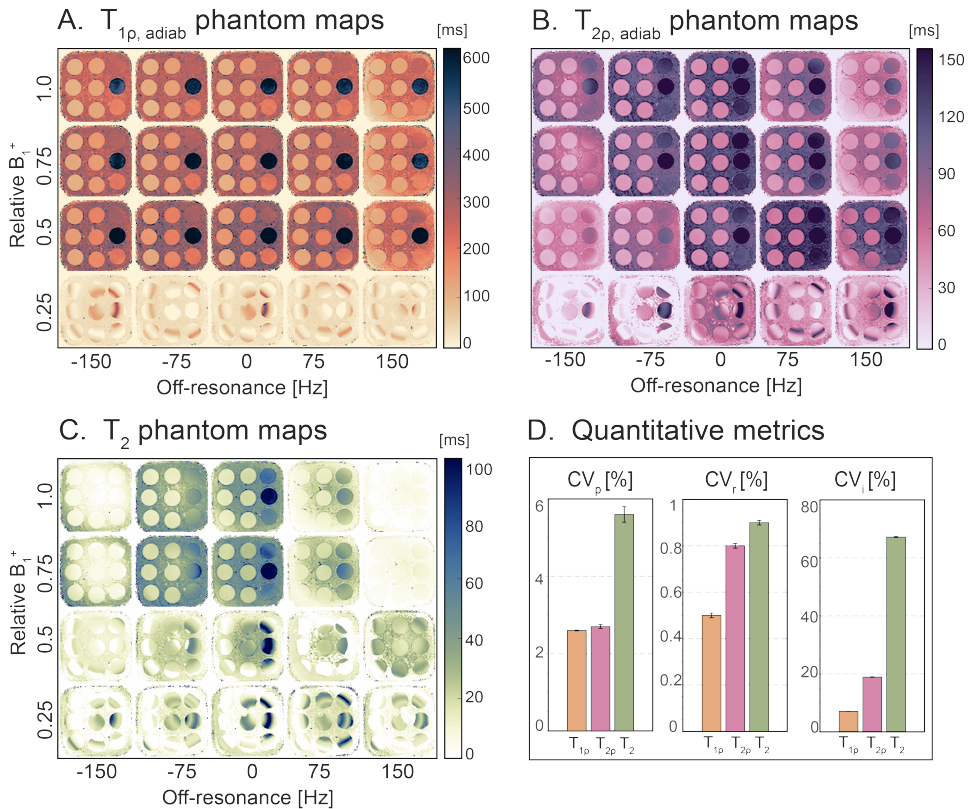 A. T1ρ, adiab phantom maps
[ms]
Relative B1+
1.0
0.75
0.5
0.25
-150 -75 0 75 150
Off-resonance [Hz]
600
500
400
300
200
100
0
B. T2ρ, adiab phantom maps
[ms]
Relative B1+
1.0
0.75
0.5
0.25
-150 -75 0 75 150
Off-resonance [Hz]
150
120
90
60
30
0
C. T2 phantom maps
[ms]
Relative B1+
1.0
0.75
0.5
0.25
-150 -75 0 75 150
Off-resonance [Hz]
100
80
60
40
20
0
D. Quantitative metrics
CVp [%]
6
4
2
0
T1ρ T2ρ T2
CVr [%]
1
0.8
0.6
0.4
0.2
0
T1ρ T2ρ T2
CVi [%]
80
60
40
20
0
T1ρ T2ρ T2